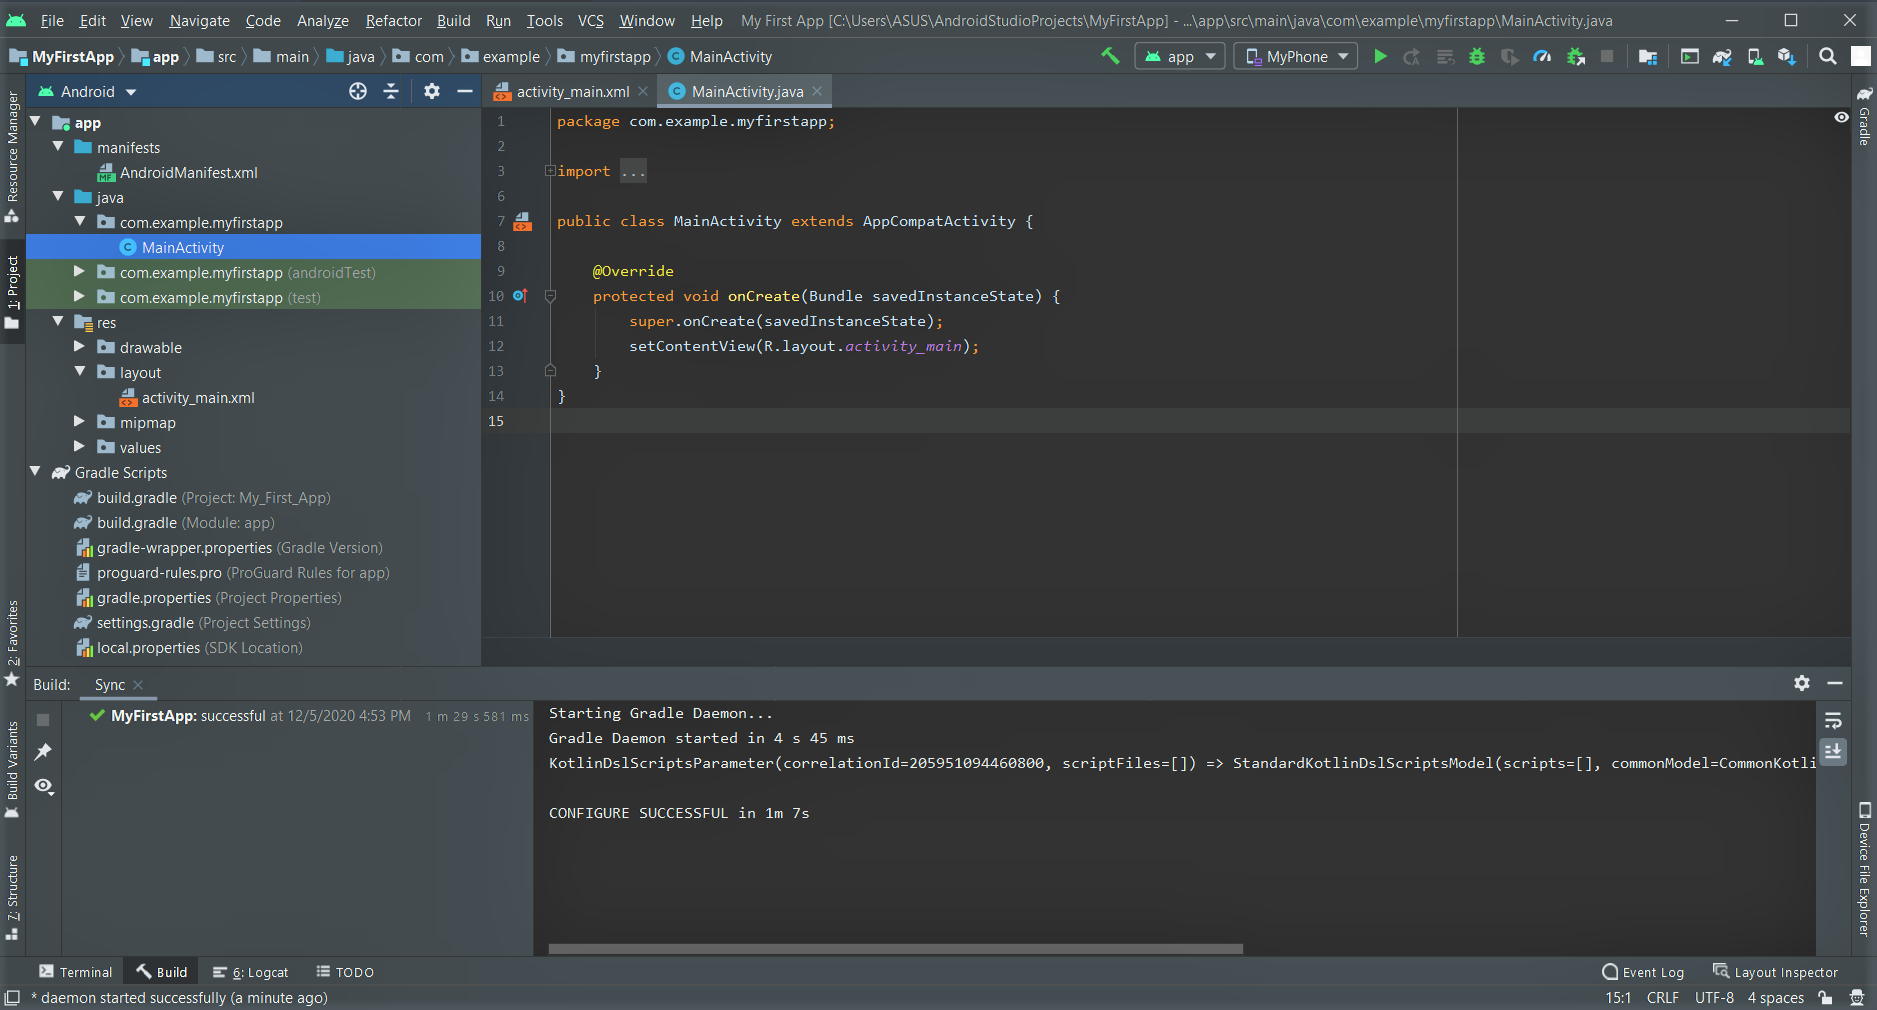 File Edit View Navigate Code Analyze Refactor Build Run Tools VCS Window Help My First App [C:\Users\ASUS\AndroidStudioProjects\MyFirstApp] - ...\app\src\main\java\com\example\myfirstapp\MainActivity.java
MyFirstApp app src main java com example myfirstapp MainActivity app MyPhone
Android
activity_main.xml MainActivity.java
Resource Manager
1: Project
2: Favorites
Build Variants
7: Structure
app
manifests
AndroidManifest.xml
java
com.example.myfirstapp
MainActivity
com.example.myfirstapp (androidTest)
com.example.myfirstapp (test)
res
drawable
layout
activity_main.xml
mipmap
values
Gradle Scripts
build.gradle (Project: My_First_App)
build.gradle (Module: app)
gradle-wrapper.properties (Gradle Version)
proguard-rules.pro (ProGuard Rules for app)
gradle.properties (Project Properties)
settings.gradle (Project Settings)
local.properties (SDK Location)
1 package com.example.myfirstapp;
2
3 import ...
6
7 public class MainActivity extends AppCompatActivity {
8
9 @Override
10 protected void onCreate(Bundle savedInstanceState) {
11 super.onCreate(savedInstanceState);
12 setContentView(R.layout.activity_main);
13 }
14 }
15
Gradle
Device File Explorer
Build: Sync
MyFirstApp: successful at 12/5/2020 4:53 PM 1 m 29 s 581 ms
Starting Gradle Daemon...
Gradle Daemon started in 4 s 45 ms
KotlinDslScriptsParameter(correlationId=205951094460800, scriptFiles=[]) => StandardKotlinDslScriptsModel(scripts=[], commonModel=CommonKotli
CONFIGURE SUCCESSFUL in 1m 7s
Terminal Build 6: Logcat TODO Event Log Layout Inspector
* daemon started successfully (a minute ago) 15:1 CRLF UTF-8 4 spaces